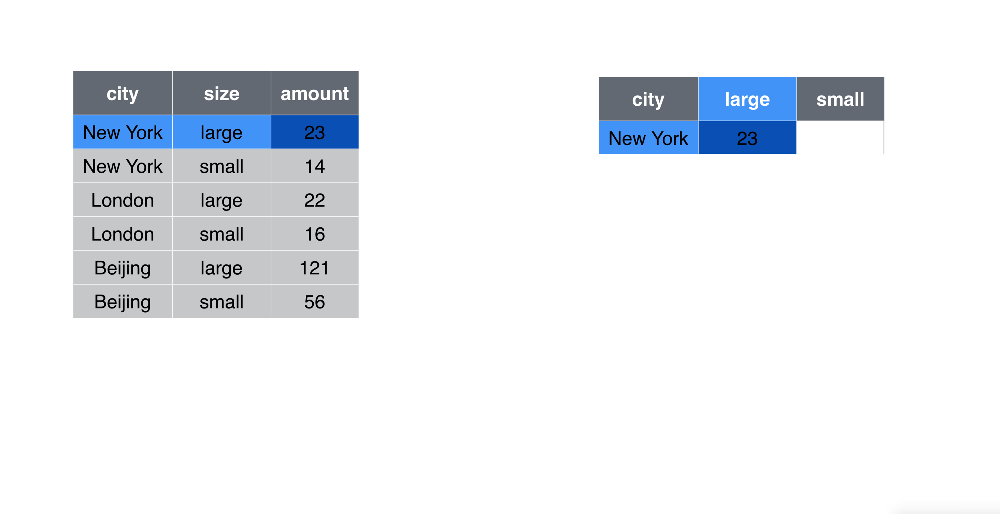 city size amount
New York large 23
New York small 14
London large 22
London small 16
Beijing large 121
Beijing small 56
city large small
New York 23